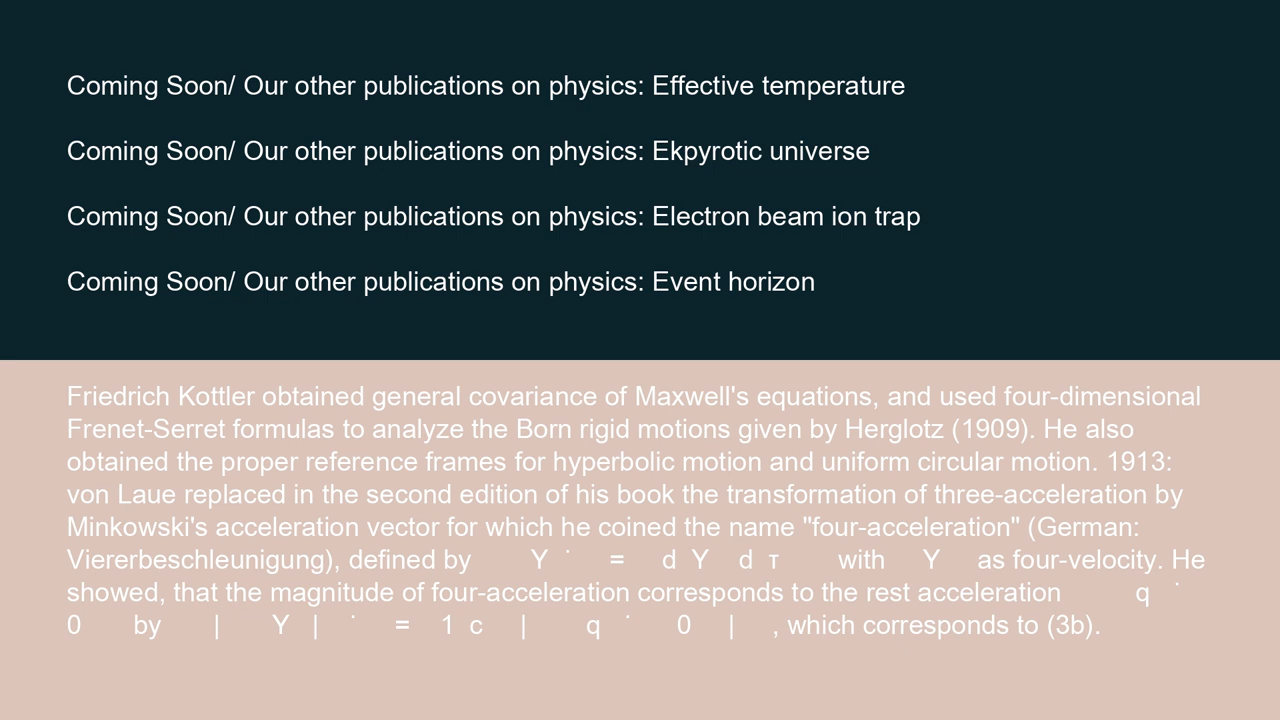 Coming Soon/ Our other publications on physics: Effective temperature
Coming Soon/ Our other publications on physics: Ekpyrotic universe
Coming Soon/ Our other publications on physics: Electron beam ion trap
Coming Soon/ Our other publications on physics: Event horizon
Friedrich Kottler obtained general covariance of Maxwell's equations, and used four-dimensional
Frenet-Serret formulas to analyze the Born rigid motions given by Herglotz (1909). He also
obtained the proper reference frames for hyperbolic motion and uniform circular motion. 1913:
von Laue replaced in the second edition of his book the transformation of three-acceleration by
Minkowski's acceleration vector for which he coined the name "four-acceleration" (German:
Viererbeschleunigung), defined by Y ˙ = d Y d τ with Y as four-velocity. He
showed, that the magnitude of four-acceleration corresponds to the rest acceleration q ˙
0 by | Y | ˙ = 1 c | q ˙ 0 | , which corresponds to (3b).